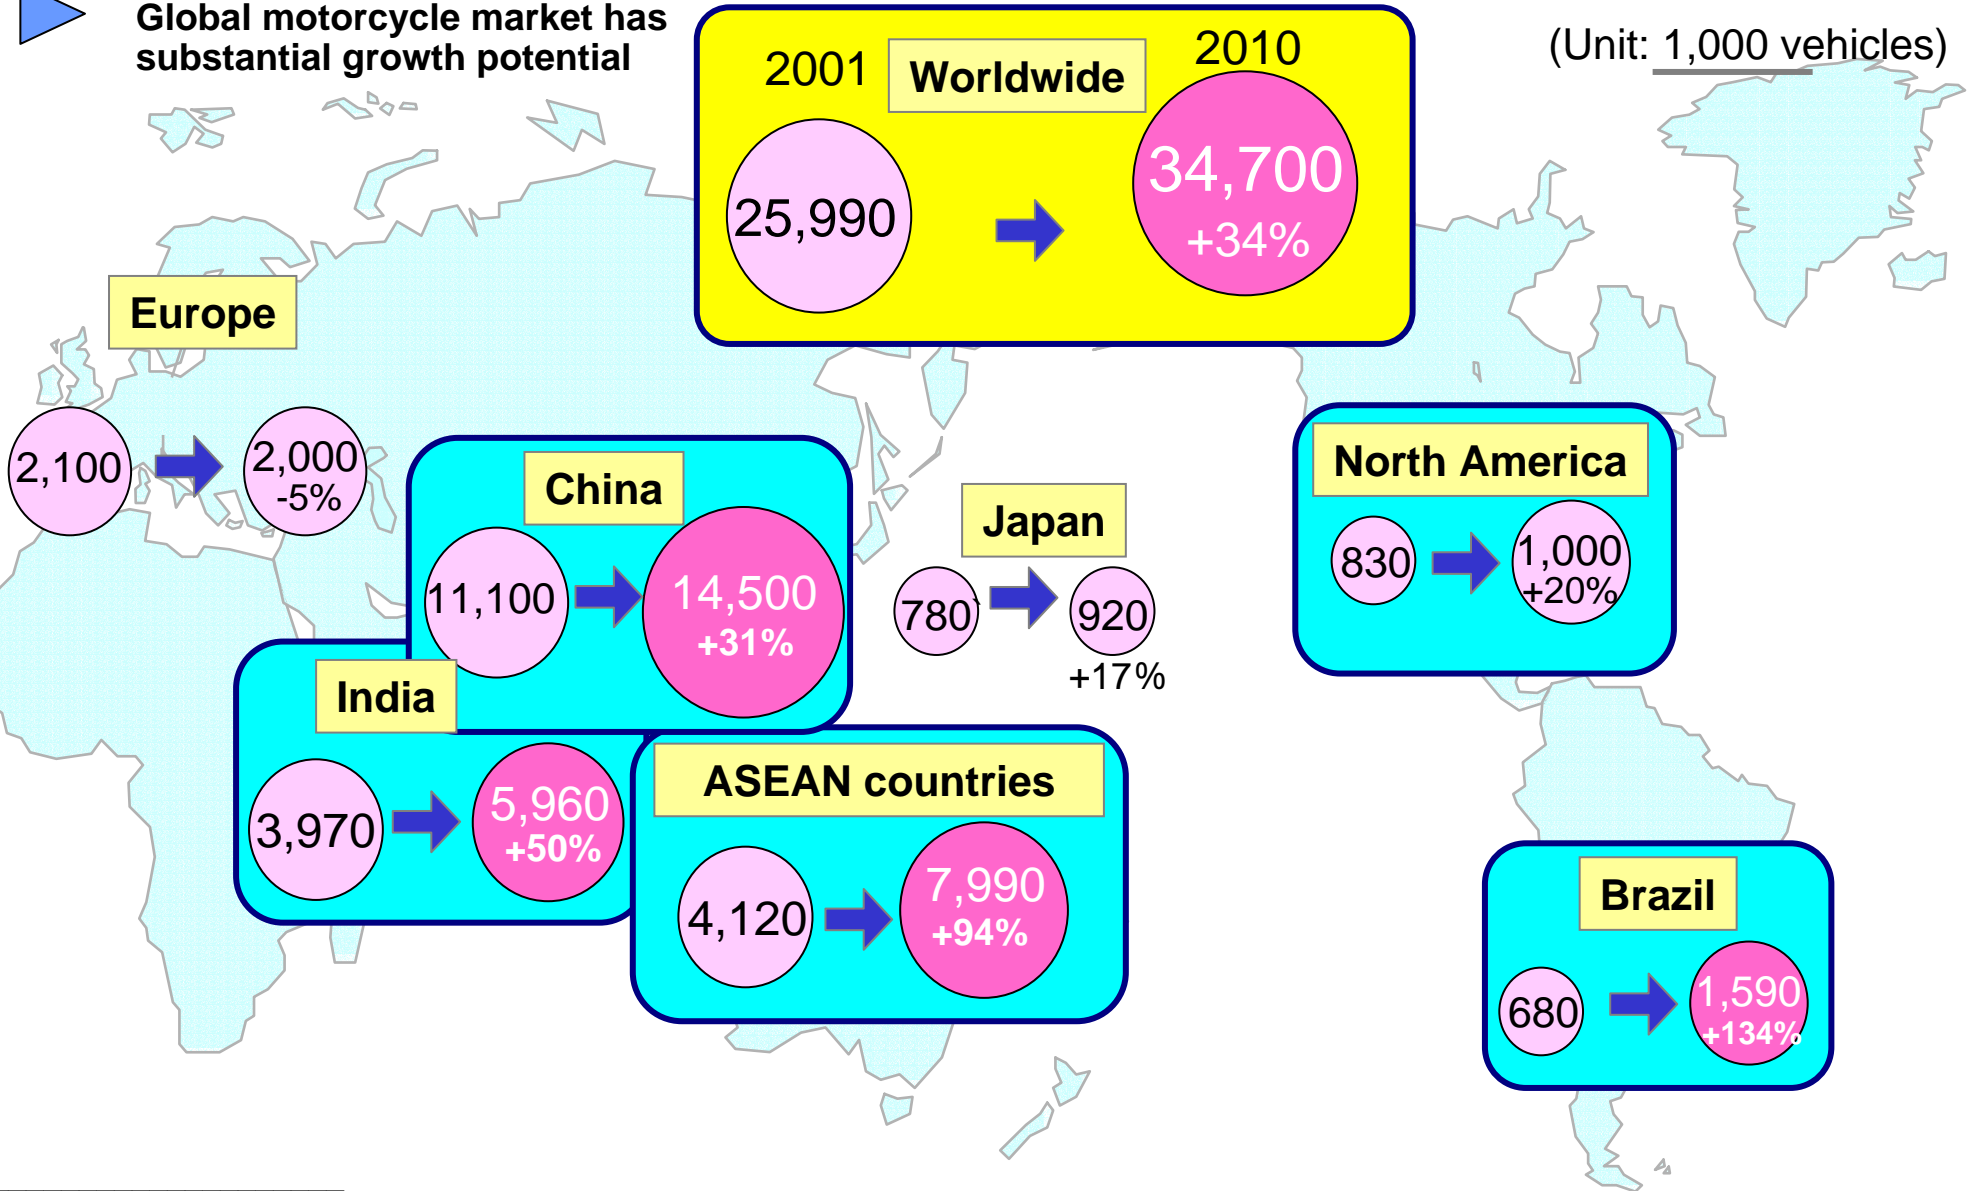 Global motorcycle market has
substantial growth potential
(Unit: 1,000 vehicles)
2001
Worldwide
2010
25,990
34,700
+34%
Europe
2,100
2,000
-5%
China
11,100
14,500
+31%
Japan
780`
920
+17%
North America
830
1,000
+20%
India
3,970
5,960
+50%
ASEAN countries
4,120
7,990
+94%
Brazil
680
1,590
+134%